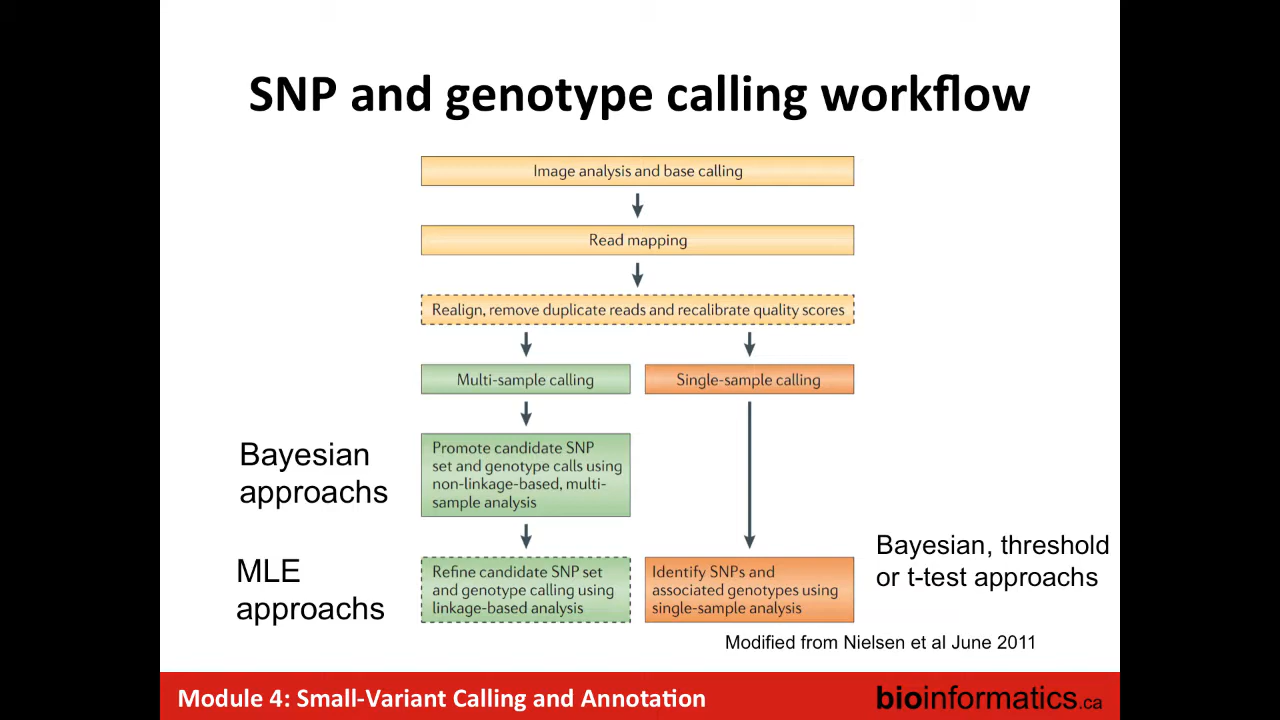 SNP and genotype calling workflow
Image analysis and base calling
Read mapping
Realign, remove duplicate reads and recalibrate quality scores
Multi-sample calling
Single-sample calling
Bayesian
approachs
Promote candidate SNP
set and genotype calls using
non-linkage-based, multi-
sample analysis
MLE
approachs
Refine candidate SNP set
and genotype calling using
linkage-based analysis
Identify SNPs and
associated genotypes using
single-sample analysis
Bayesian, threshold
or t-test approachs
Modified from Nielsen et al June 2011
Module 4: Small-Variant Calling and Annotation
bioinformatics.ca